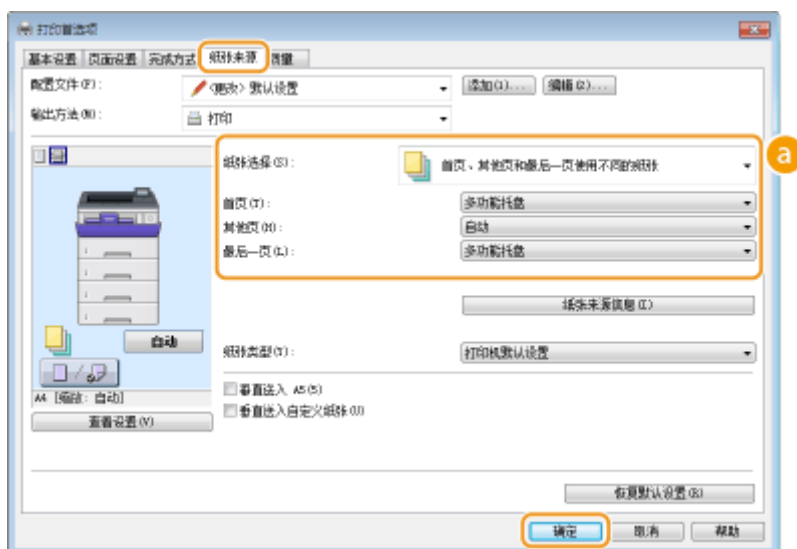 打印首选项
基本设置 页面设置 完成方式 纸张来源 质量
配置文件(F): <更改> 默认设置 添加(1)... 编辑(2)...
输出方法(M): 打印
纸张选择(S): 首页、其他页和最后一页使用不同的纸张
a
首页(T): 多功能托盘
其他页(H): 自动
最后一页(L): 多功能托盘
纸张来源信息(I)
自动
纸张类型(Y): 打印机默认设置
A4 [缩放: 自动]
垂直送入 A5(5)
垂直送入自定义纸张(U)
查看设置(V)
恢复默认设置(R)
确定 取消 帮助